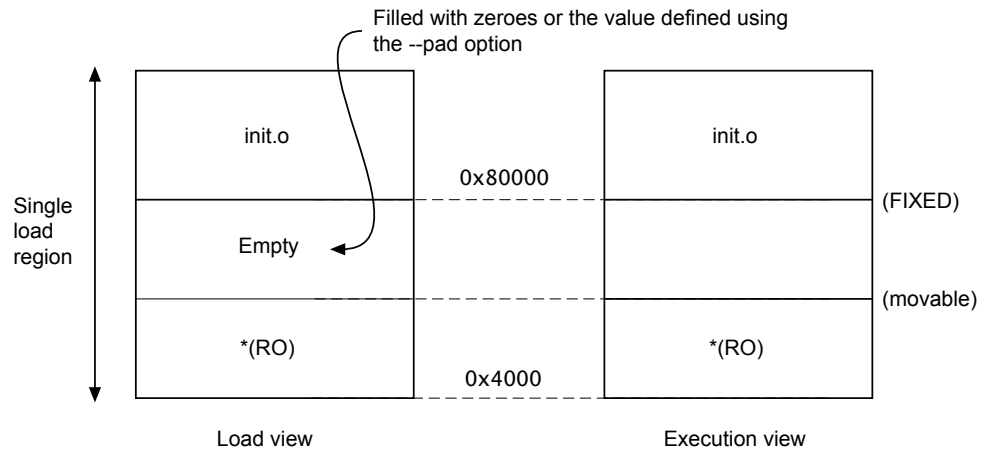 Filled with zeroes or the value defined using
the --pad option
init.o
init.o
0x80000
(FIXED)
Single
load
region
Empty
(movable)
*(RO)
*(RO)
0x4000
Load view
Execution view